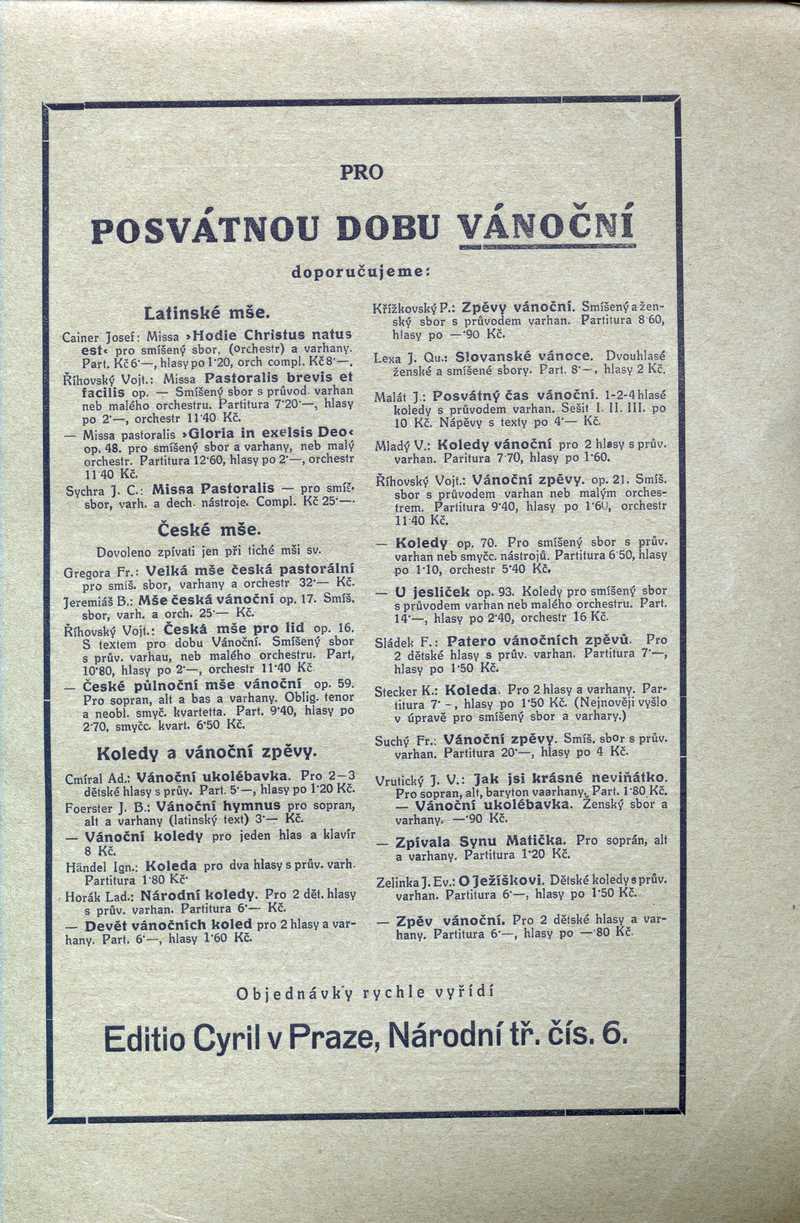 PRO
POSVÁTNOU DOBU VÁNOČNÍ
doporučujeme:
Latinské mše.
Cainer Josef: Missa ›Hodie Christus natus
est‹ pro smíšený sbor, (orchestr) a varhany.
Part. Kč 6·—, hlasy po 1·20, orch compl. Kč 8·—.
Říhovský Vojt.: Missa Pastoralis brevis et
facilis op. — Smíšený sbor s průvod. varhan
neb malého orchestru. Partitura 7·20·—, hlasy
po 2·—, orchestr 11·40 Kč.
— Missa pastoralis ›Gloria in exelsis Deo‹
op. 48. pro smíšený sbor a varhany, neb malý
orchestr. Partitura 12·60, hlasy po 2·—, orchestr
11·40 Kč.
Sychra J. C.: Missa Pastoralis — pro smíš.
sbor, varh. a dech. nástroje. Compl. Kč 25·—·
České mše.
Dovoleno zpívati jen při tiché mši sv.
Gregora Fr.: Velká mše česká pastorální
pro smíš. sbor, varhany a orchestr 32·— Kč.
Jeremiáš B.: Mše česká vánoční op. 17. Smíš.
sbor, varh. a orch. 25·— Kč.
Říhovský Vojt.: Česká mše pro lid op. 16.
S textem pro dobu Vánoční. Smíšený sbor
s prův. varhau, neb malého orchestru. Part,
10·80, hlasy po 2·—, orchestr 11·40 Kč
— České půlnoční mše vánoční op. 59.
Pro sopran, alt a bas a varhany. Oblig. tenor
a neobl. smyč. kvartetta. Part. 9·40, hlasy po
2·70, smyčc. kvart. 6·50 Kč.
Koledy a vánoční zpěvy.
Cmíral Ad.: Vánoční ukolébavka. Pro 2—3
dětské hlasy s prův. Part. 5·—, hlasy po 1·20 Kč.
Foerster J. B.: Vánoční hymnus pro sopran,
alt a varhany (latinský text) 3·— Kč.
— Vánoční koledy pro jeden hlas a klavír
8 Kč.
Händel Ign.: Koleda pro dva hlasy s prův. varh.
Partitura 1·80 Kč·
Horák Lad.: Národní koledy. Pro 2 dět. hlasy
s prův. varhan. Partitura 6·— Kč.
— Devět vánočních koled pro 2 hlasy a var-
hany. Part. 6·—, hlasy 1·60 Kč.
Křížkovský P.: Zpěvy vánoční. Smíšený a žen-
ský sbor s průvodem varhan. Partitura 8·60,
hlasy po —·90 Kč.
Lexa J. Qu.: Slovanské vánoce. Dvouhlasé
ženské a smíšené sbory. Part. 8·—, hlasy 2 Kč.
Malát J.: Posvátný čas vánoční. 1-2-4 hlasé
koledy s průvodem varhan. Sešit I. II. III. po
10 Kč. Nápěvy s texty po 4·— Kč.
Mladý V.: Koledy vánoční pro 2 hlasy s prův.
varhan. Paritura 7·70, hlasy po 1·60.
Říhovský Vojt.: Vánoční zpěvy. op. 21. Smíš.
sbor s průvodem varhan neb malým orches-
trem. Partitura 9·40, hlasy po 1·60, orchestr
11·40 Kč.
— Koledy op. 70. Pro smíšený sbor s prův.
varhan neb smyčc. nástrojů. Partitura 6·50, hlasy
po 1·10, orchestr 5·40 Kč.
— U jesliček op. 93. Koledy pro smíšený sbor
s průvodem varhan neb malého orchestru. Part.
14·—, hlasy po 2·40, orchestr 16 Kč.
Sládek F.: Patero vánočních zpěvů. Pro
2 dětské hlasy s prův. varhan. Partitura 7·—,
hlasy po 1·50 Kč.
Stecker K.: Koleda. Pro 2 hlasy a varhany. Par-
titura 7·-, hlasy po 1·50 Kč. (Nejnověji vyšlo
v úpravě pro smíšený sbor a varhary.)
Suchý Fr.: Vánoční zpěvy. Smíš. sbor s prův.
varhan. Partitura 20·—, hlasy po 4 Kč.
Vrutický J. V.: Jak jsi krásné neviňátko.
Pro sopran, alt, baryton vaarhany, Part. 1·80 Kč.
— Vánoční ukolébavka. Ženský sbor a
varhany. —·90 Kč.
— Zpívala Synu Matička. Pro soprán, alt
a varhany. Partitura 1·20 Kč.
Zelinka J. Ev.: O Ježíškovi. Dětské koledy s prův.
varhan. Partitura 6·—, hlasy po 1·50 Kč.
— Zpěv vánoční. Pro 2 dětské hlasy a var-
hany. Partitura 6·—, hlasy po —·80 Kč.
Objednávky rychle vyřídí
Editio Cyril v Praze, Národní tř. čís. 6.